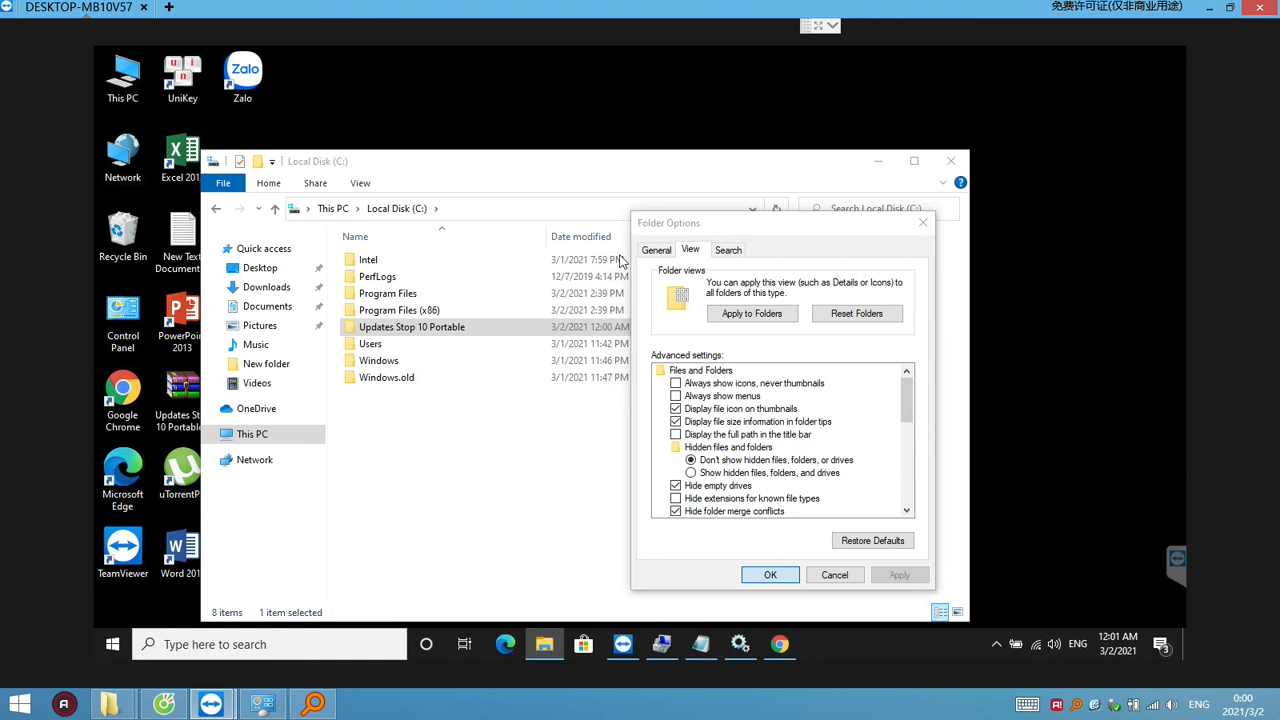 DESKTOP-MB10V57
免费许可证(仅非商业用途)
This PC
UniKey
Zalo
Zalo
Network
Excel 201
Recycle Bin
New Text
Document
Control
Panel
PowerPoint
2013
Google
Chrome
Updates S
10 Portabl
Microsoft
Edge
uTorrentP
TeamViewer
Word 201
Local Disk (C:)
File
Home
Share
View
This PC
Local Disk (C:)
Search Local Disk (C:)
Quick access
Desktop
Downloads
Documents
Pictures
Music
New folder
Videos
OneDrive
This PC
Network
Name
Date modified
Intel
3/1/2021 7:59 PM
PerfLogs
12/7/2019 4:14 PM
Program Files
3/2/2021 2:39 PM
Program Files (x86)
3/2/2021 2:39 PM
Updates Stop 10 Portable
3/2/2021 12:00 AM
Users
3/1/2021 11:42 PM
Windows
3/1/2021 11:46 PM
Windows.old
3/1/2021 11:47 PM
8 items
1 item selected
Folder Options
General
View
Search
Folder views
You can apply this view (such as Details or Icons) to
all folders of this type.
Apply to Folders
Reset Folders
Advanced settings:
Files and Folders
Always show icons, never thumbnails
Always show menus
Display file icon on thumbnails
Display file size information in folder tips
Display the full path in the title bar
Hidden files and folders
Don't show hidden files, folders, or drives
Show hidden files, folders, and drives
Hide empty drives
Hide extensions for known file types
Hide folder merge conflicts
Restore Defaults
OK
Cancel
Apply
Type here to search
ENG
12:01 AM
3/2/2021
3
ENG
0:00
2021/3/2